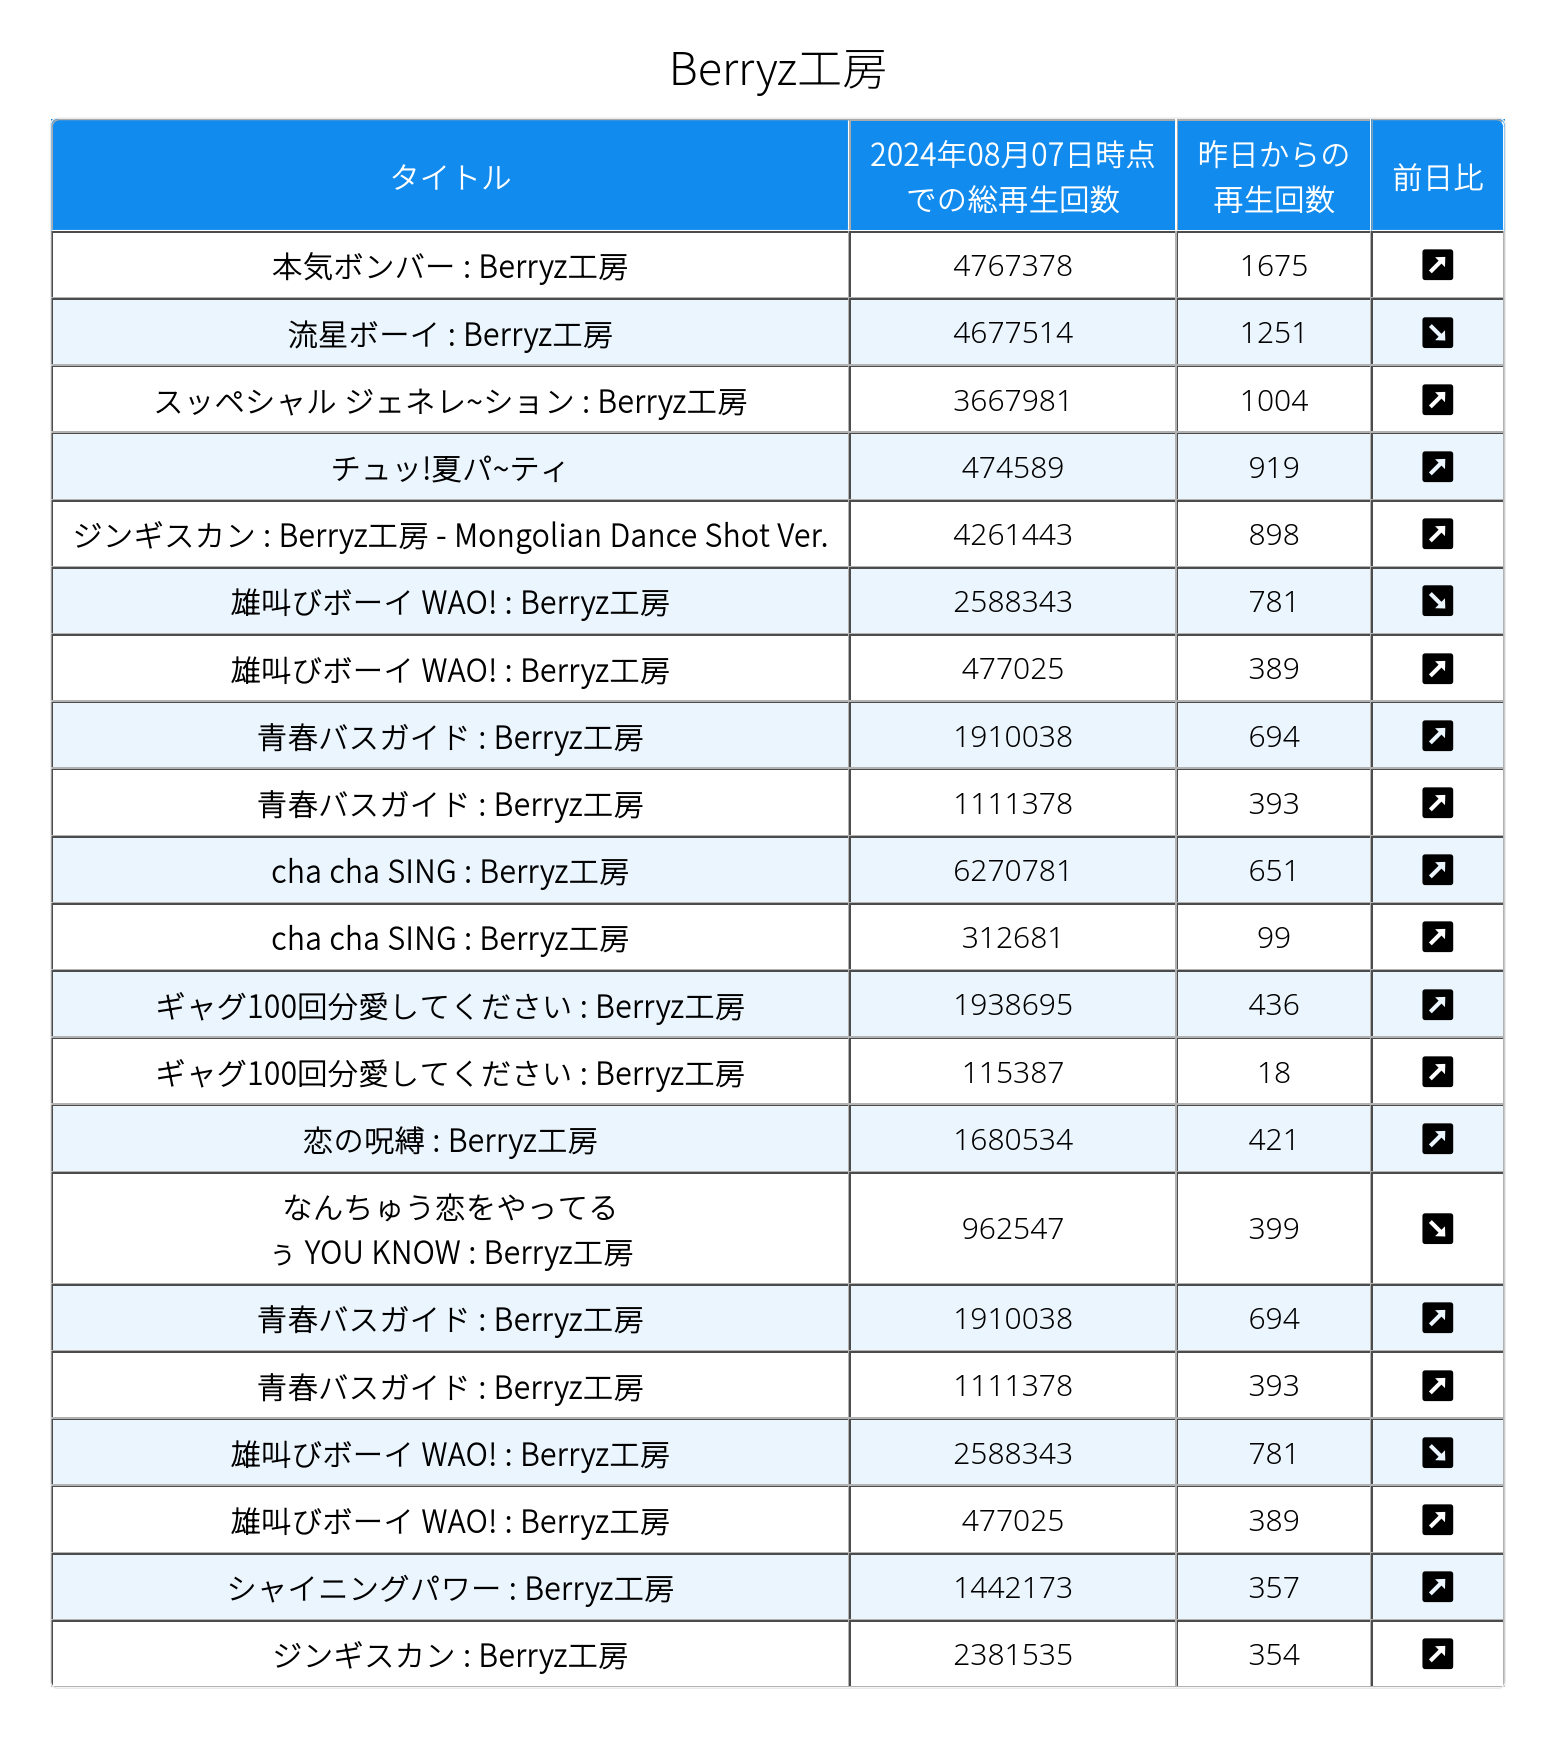 Berryz工房
タイトル 2024年08月07日時点 昨日からの 前日比
での総再生回数 再生回数
本気ボンバー : Berryz工房 4767378 1675 ↗
流星ボーイ : Berryz工房 4677514 1251 ↘
スッペシャル ジェネレ~ション : Berryz工房 3667981 1004 ↗
チュッ!夏パ~ティ 474589 919 ↗
ジンギスカン : Berryz工房 - Mongolian Dance Shot Ver. 4261443 898 ↗
雄叫びボーイ WAO! : Berryz工房 2588343 781 ↘
雄叫びボーイ WAO! : Berryz工房 477025 389 ↗
青春バスガイド : Berryz工房 1910038 694 ↗
青春バスガイド : Berryz工房 1111378 393 ↗
cha cha SING : Berryz工房 6270781 651 ↗
cha cha SING : Berryz工房 312681 99 ↗
ギャグ100回分愛してください : Berryz工房 1938695 436 ↗
ギャグ100回分愛してください : Berryz工房 115387 18 ↗
恋の呪縛 : Berryz工房 1680534 421 ↗
なんちゅう恋をやってる
ぅ YOU KNOW : Berryz工房 962547 399 ↘
青春バスガイド : Berryz工房 1910038 694 ↗
青春バスガイド : Berryz工房 1111378 393 ↗
雄叫びボーイ WAO! : Berryz工房 2588343 781 ↘
雄叫びボーイ WAO! : Berryz工房 477025 389 ↗
シャイニングパワー : Berryz工房 1442173 357 ↗
ジンギスカン : Berryz工房 2381535 354 ↗